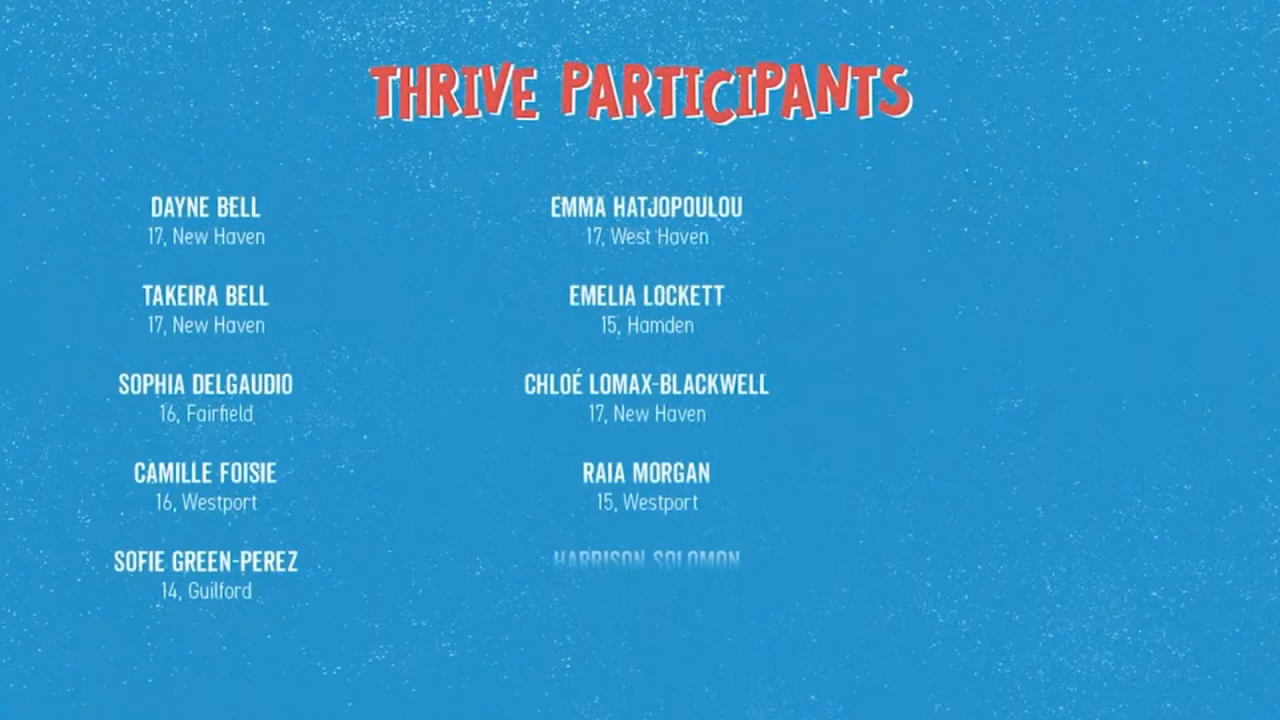 THRIVE PARTICIPANTS
DAYNE BELL
17, New Haven
TAKEIRA BELL
17, New Haven
SOPHIA DELGAUDIO
16, Fairfield
CAMILLE FOISIE
16, Westport
SOFIE GREEN-PEREZ
14, Guilford
EMMA HATJOPOULOU
17, West Haven
EMELIA LOCKETT
15, Hamden
CHLOÉ LOMAX-BLACKWELL
17, New Haven
RAIA MORGAN
15, Westport
HARRISON SOLOMON